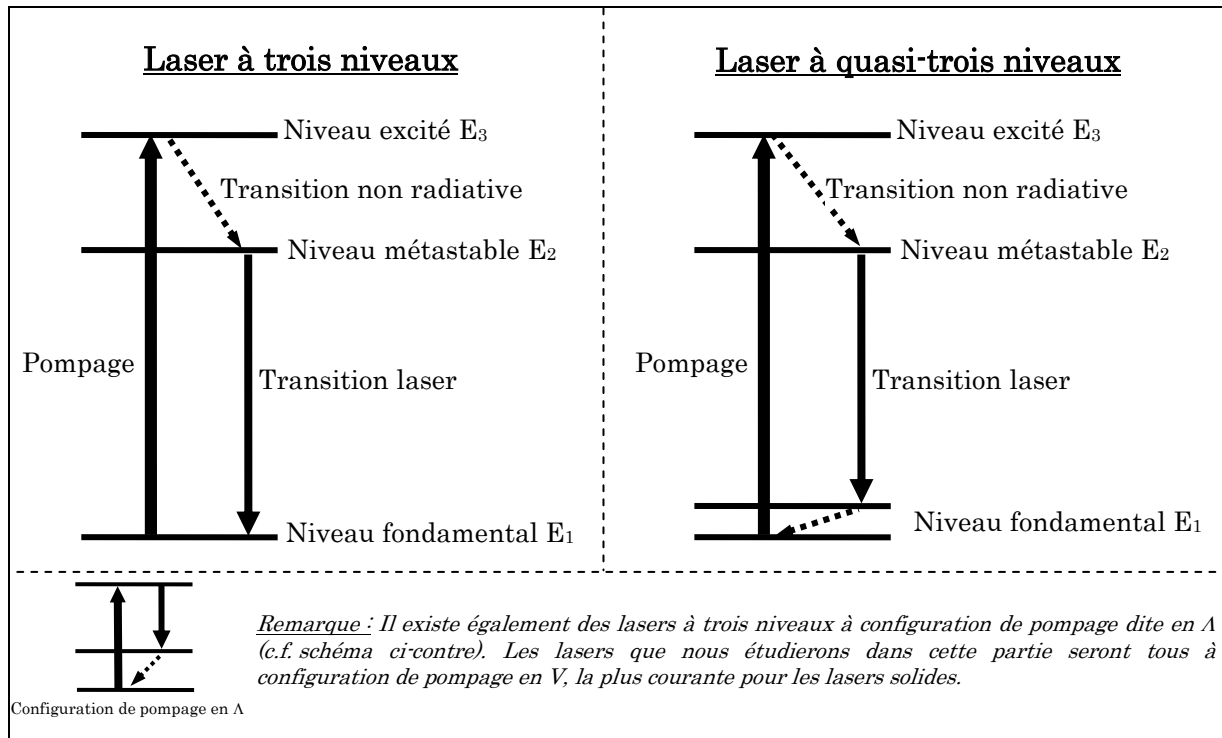 Laser à trois niveaux
Niveau excité E₃
Transition non radiative
Niveau métastable E₂
Pompage
Transition laser
Niveau fondamental E₁
Laser à quasi-trois niveaux
Niveau excité E₃
Transition non radiative
Niveau métastable E₂
Pompage
Transition laser
Niveau fondamental E₁
Configuration de pompage en Λ
Remarque : Il existe également des lasers à trois niveaux à configuration de pompage dite en Λ
(c.f. schéma ci-contre). Les lasers que nous étudierons dans cette partie seront tous à
configuration de pompage en V, la plus courante pour les lasers solides.